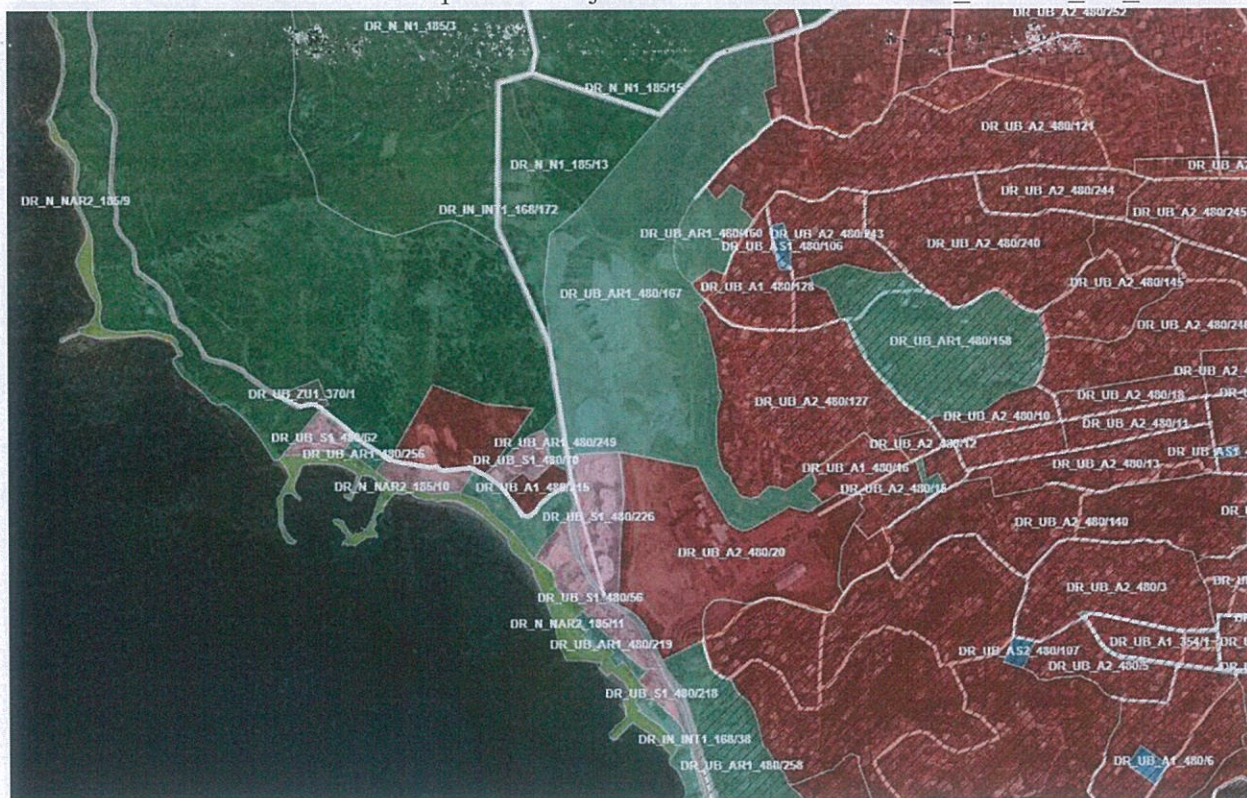 DR_UB_A2_480/252
DR_N_N1_185/3
DR_N_N1_185/15
DR_UB_A2_480/121
DR_N_N1_185/13
DR_UB_A2_480/244
DR_N_NAR2_185/9
DR_IN_INT1_168/172
DR_UB_A2_480/245
DR_UB_AR1_480/160
DR_UB_A2_480/243
DR_UB_AS1_480/106
DR_UB_A2_480/240
DR_UB_A1_480/128
DR_UB_A2_480/145
DR_UB_AR1_480/167
DR_UB_AR1_480/158
DR_UB_ZU1_370/1
DR_UB_A2_480/18
DR_UB_A2_480/127
DR_UB_A2_480/10
DR_UB_A2_480/11
DR_UB_S1_480/62
DR_UB_AR1_480/249
DR_UB_A2_480/12
DR_UB_AR1_480/256
DR_UB_S1_480/70
DR_UB_A1_480/16
DR_UB_A2_480/13
DR_UB_AS1
DR_N_NAR2_185/10
DR_UB_A1_480/215
DR_UB_A2_480/15
DR_UB_S1_480/226
DR_UB_A2_480/140
DR_UB_A2_480/20
DR_UB_A2_480/3
DR_UB_S1_480/56
DR_N_NAR2_185/11
DR_UB_AR1_480/219
DR_UB_A1_354/1
DR_UB_AS2_480/107
DR_UB_A2_480/5
DR_UB_S1_480/218
DR_IN_INT1_168/38
DR_UB_AR1_480/258
DR_UB_A1_480/6